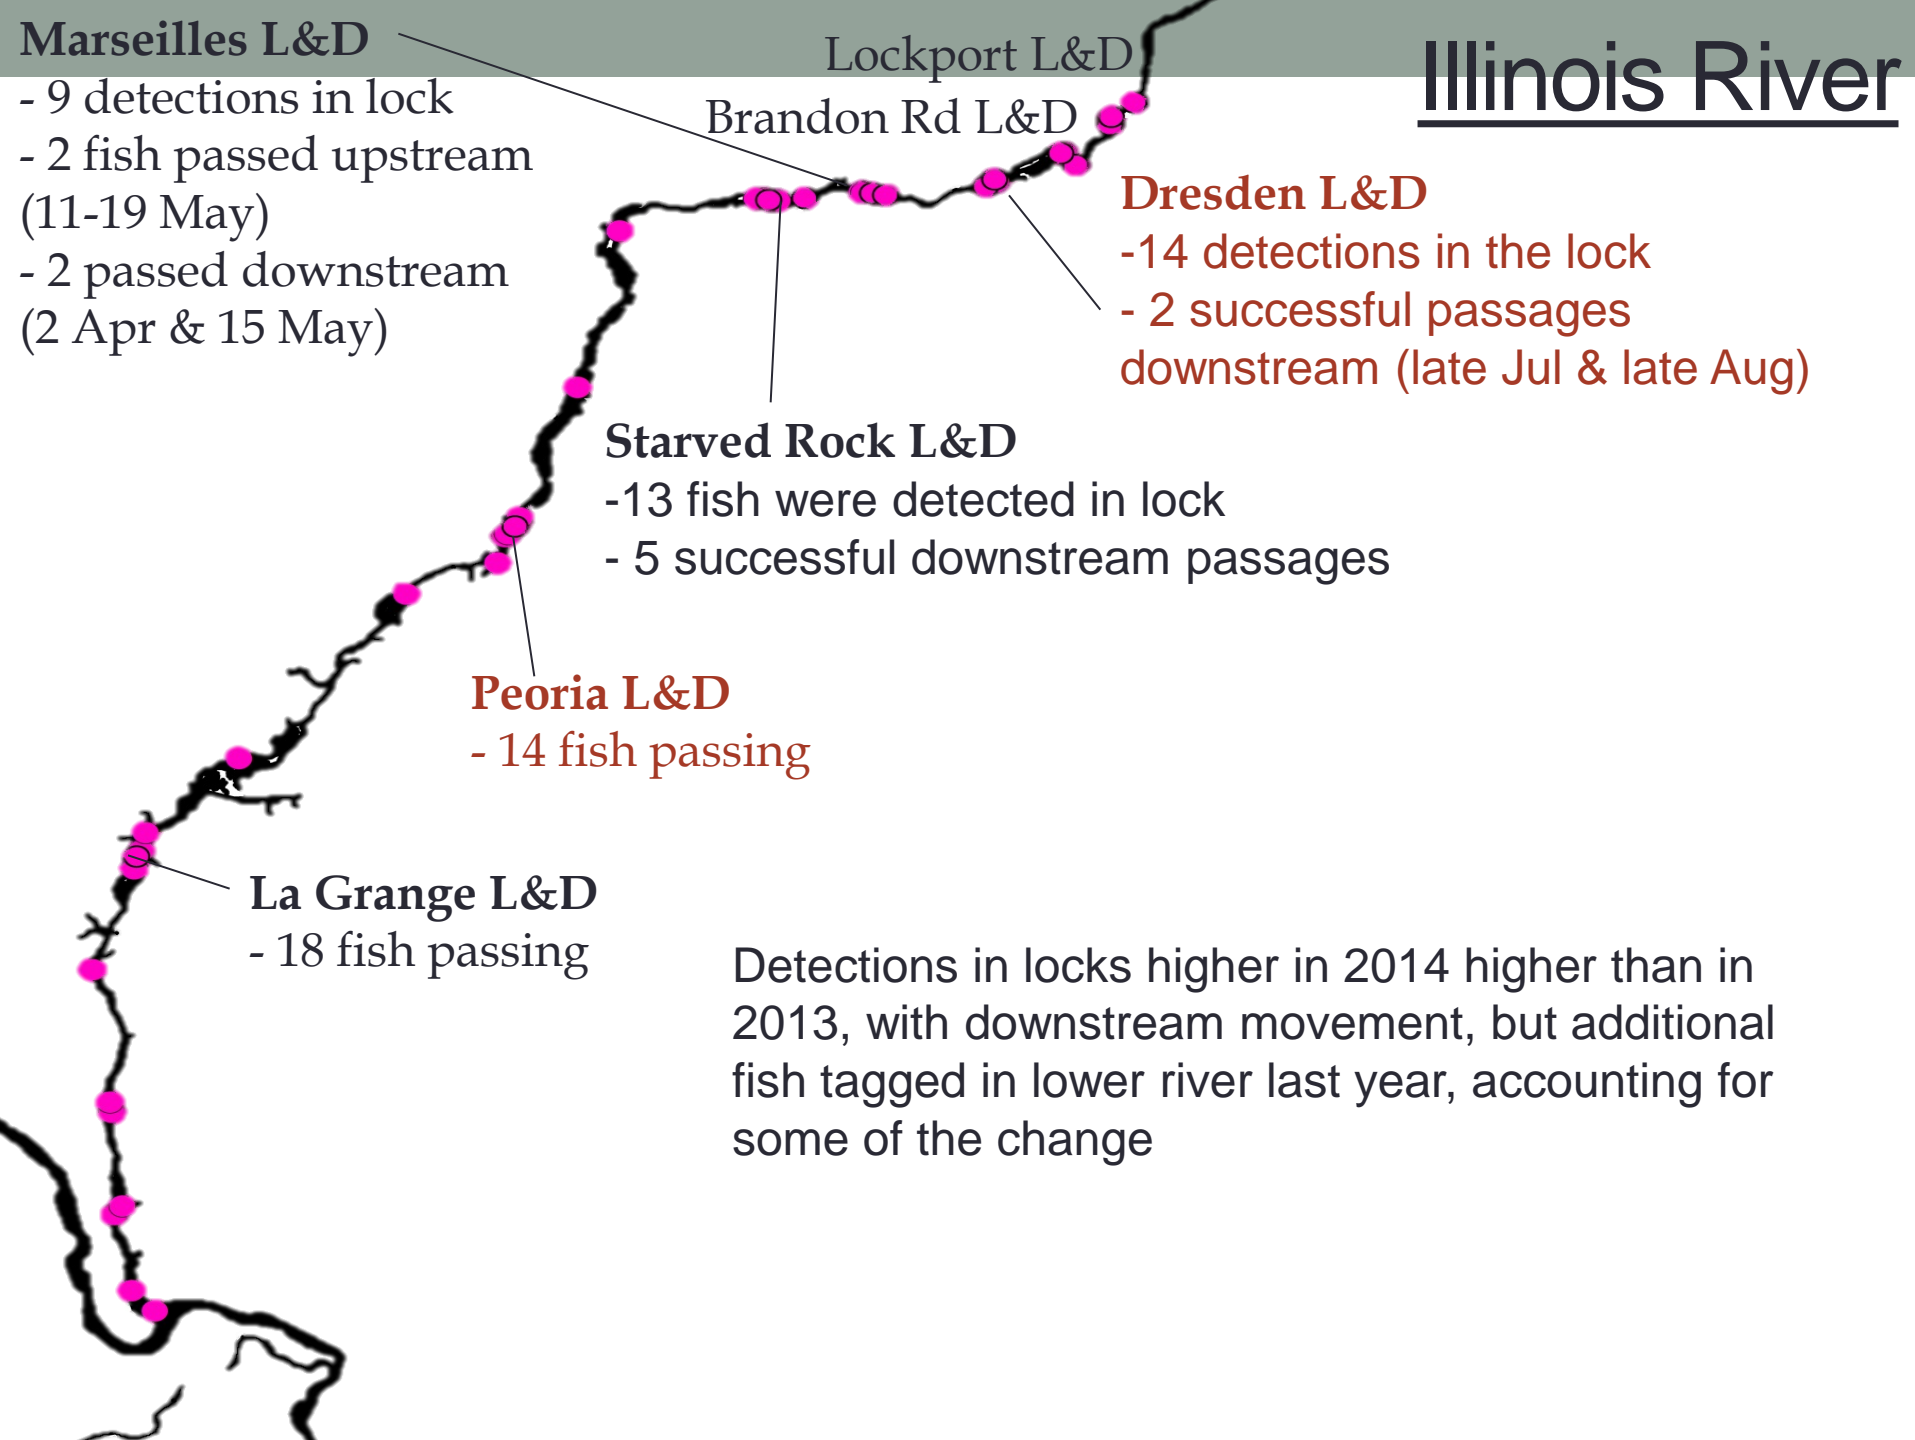 Marseilles L&D
- 9 detections in lock
- 2 fish passed upstream
(11-19 May)
- 2 passed downstream
(2 Apr & 15 May)
Lockport L&D
Brandon Rd L&D
Illinois River
Dresden L&D
-14 detections in the lock
- 2 successful passages
downstream (late Jul & late Aug)
Starved Rock L&D
-13 fish were detected in lock
- 5 successful downstream passages
Peoria L&D
- 14 fish passing
La Grange L&D
- 18 fish passing
Detections in locks higher in 2014 higher than in
2013, with downstream movement, but additional
fish tagged in lower river last year, accounting for
some of the change